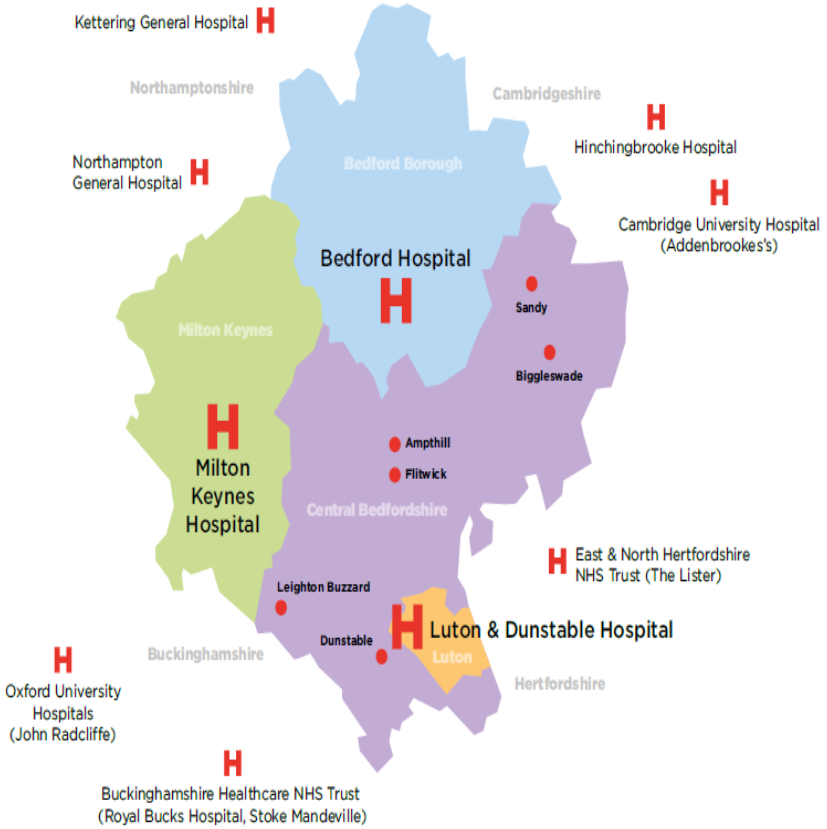 Kettering General Hospital H
Northamptonshire
Cambridgeshire
H
Hinchingbrooke Hospital
Northampton
General Hospital H
Bedford Borough
H
Cambridge University Hospital
(Addenbrookes's)
Bedford Hospital
H
Sandy
Milton Keynes
Biggleswade
H
Milton
Keynes
Hospital
Ampthill
Flitwick
Central Bedfordshire
H East & North Hertfordshire
NHS Trust (The Lister)
Leighton Buzzard
H Luton & Dunstable Hospital
Dunstable
Luton
Buckinghamshire
Hertfordshire
H
Oxford University
Hospitals
(John Radcliffe)
H
Buckinghamshire Healthcare NHS Trust
(Royal Bucks Hospital, Stoke Mandeville)